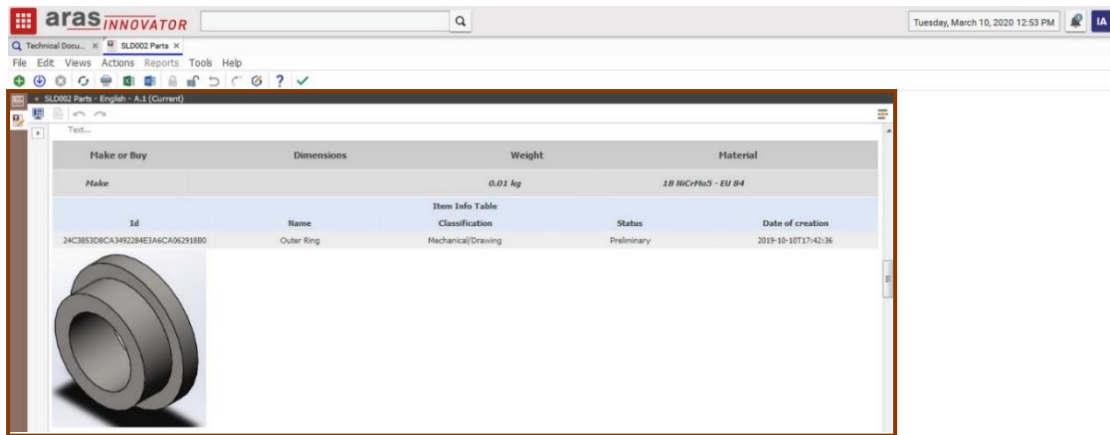 aras INNOVATOR
Tuesday, March 10, 2020 12:53 PM
IA
Technical Docu... × SLD002 Parts ×
File Edit Views Actions Reports Tools Help
SLD002 Parts - English - A.1 (Current)
Text...
Make or Buy Dimensions Weight Material
Make 0.01 kg 18 NiCrMo5 - EU 84
Item Info Table
Id Name Classification Status Date of creation
24C3853D8CA3492284E3A6CA062918B0 Outer Ring Mechanical/Drawing Preliminary 2019-10-10T17:42:36